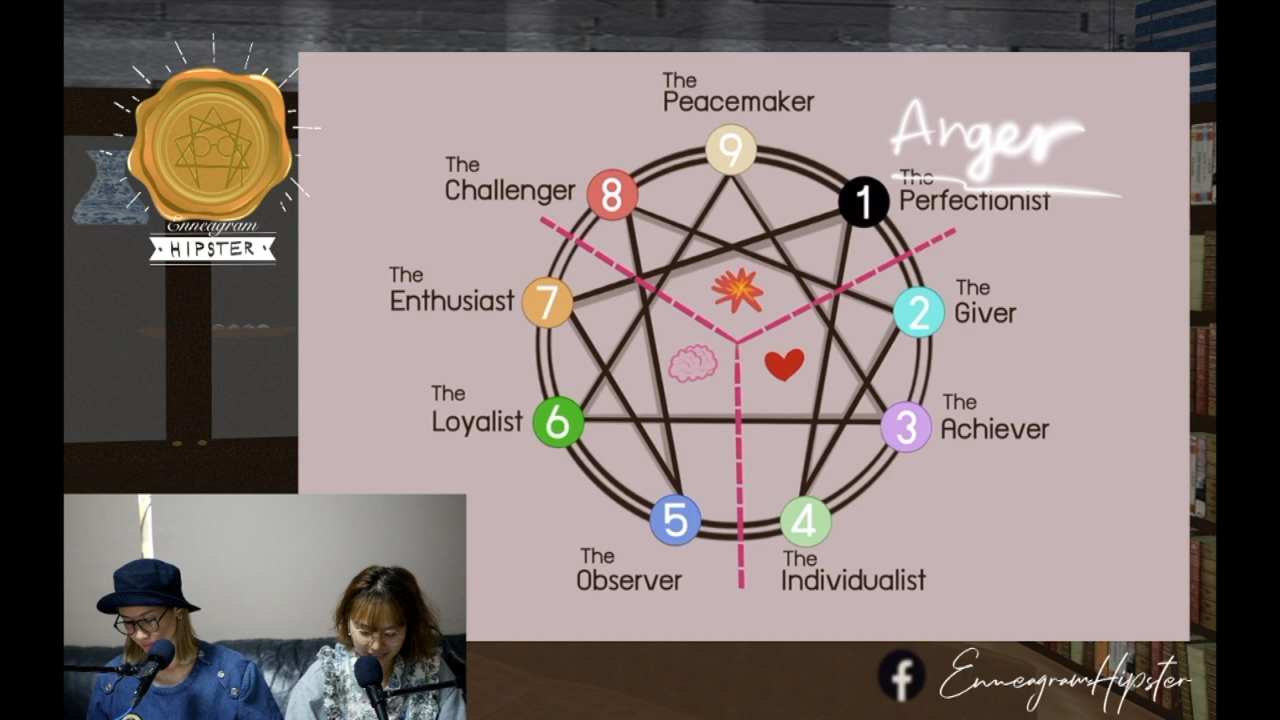 Enneagram
HIPSTER
Anger
The
Peacemaker
9
The
Challenger
8
1
The
Perfectionist
The
Enthusiast
7
2
The
Giver
The
Loyalist
6
3
The
Achiever
5
The
Observer
4
The
Individualist
f
EnneagramHipster